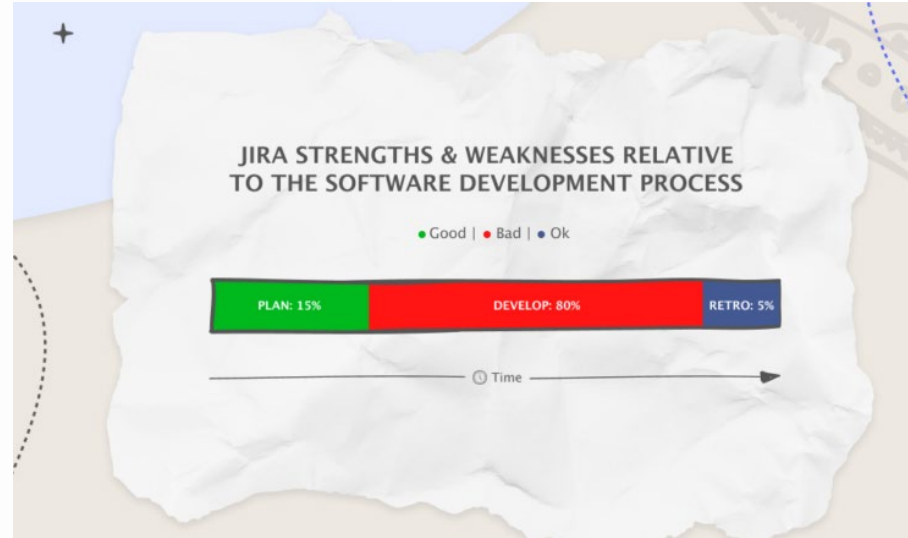 JIRA STRENGTHS & WEAKNESSES RELATIVE
TO THE SOFTWARE DEVELOPMENT PROCESS
● Good | ● Bad | ● Ok
PLAN: 15% DEVELOP: 80% RETRO: 5%
Time